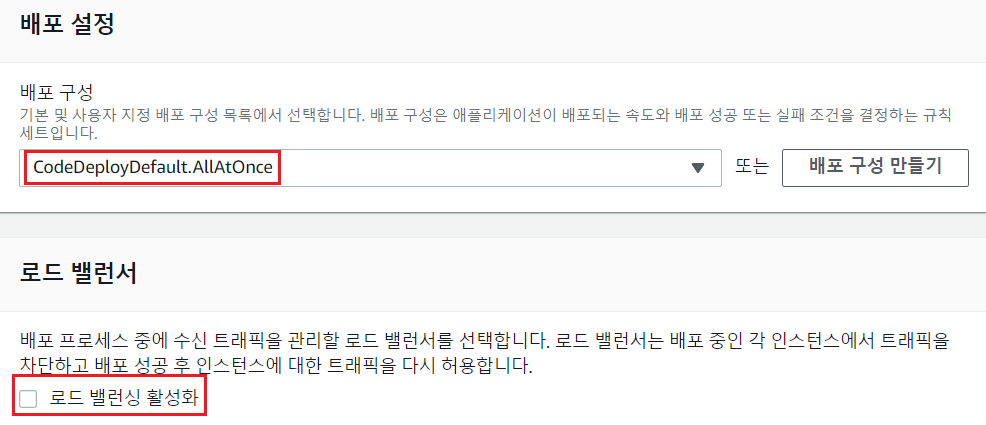 배포 설정
배포 구성
기본 및 사용자 지정 배포 구성 목록에서 선택합니다. 배포 구성은 애플리케이션이 배포되는 속도와 배포 성공 또는 실패 조건을 결정하는 규칙
세트입니다.
CodeDeployDefault.AllAtOnce 또는 배포 구성 만들기
로드 밸런서
배포 프로세스 중에 수신 트래픽을 관리할 로드 밸런서를 선택합니다. 로드 밸런서는 배포 중인 각 인스턴스에서 트래픽을
차단하고 배포 성공 후 인스턴스에 대한 트래픽을 다시 허용합니다.
로드 밸런싱 활성화